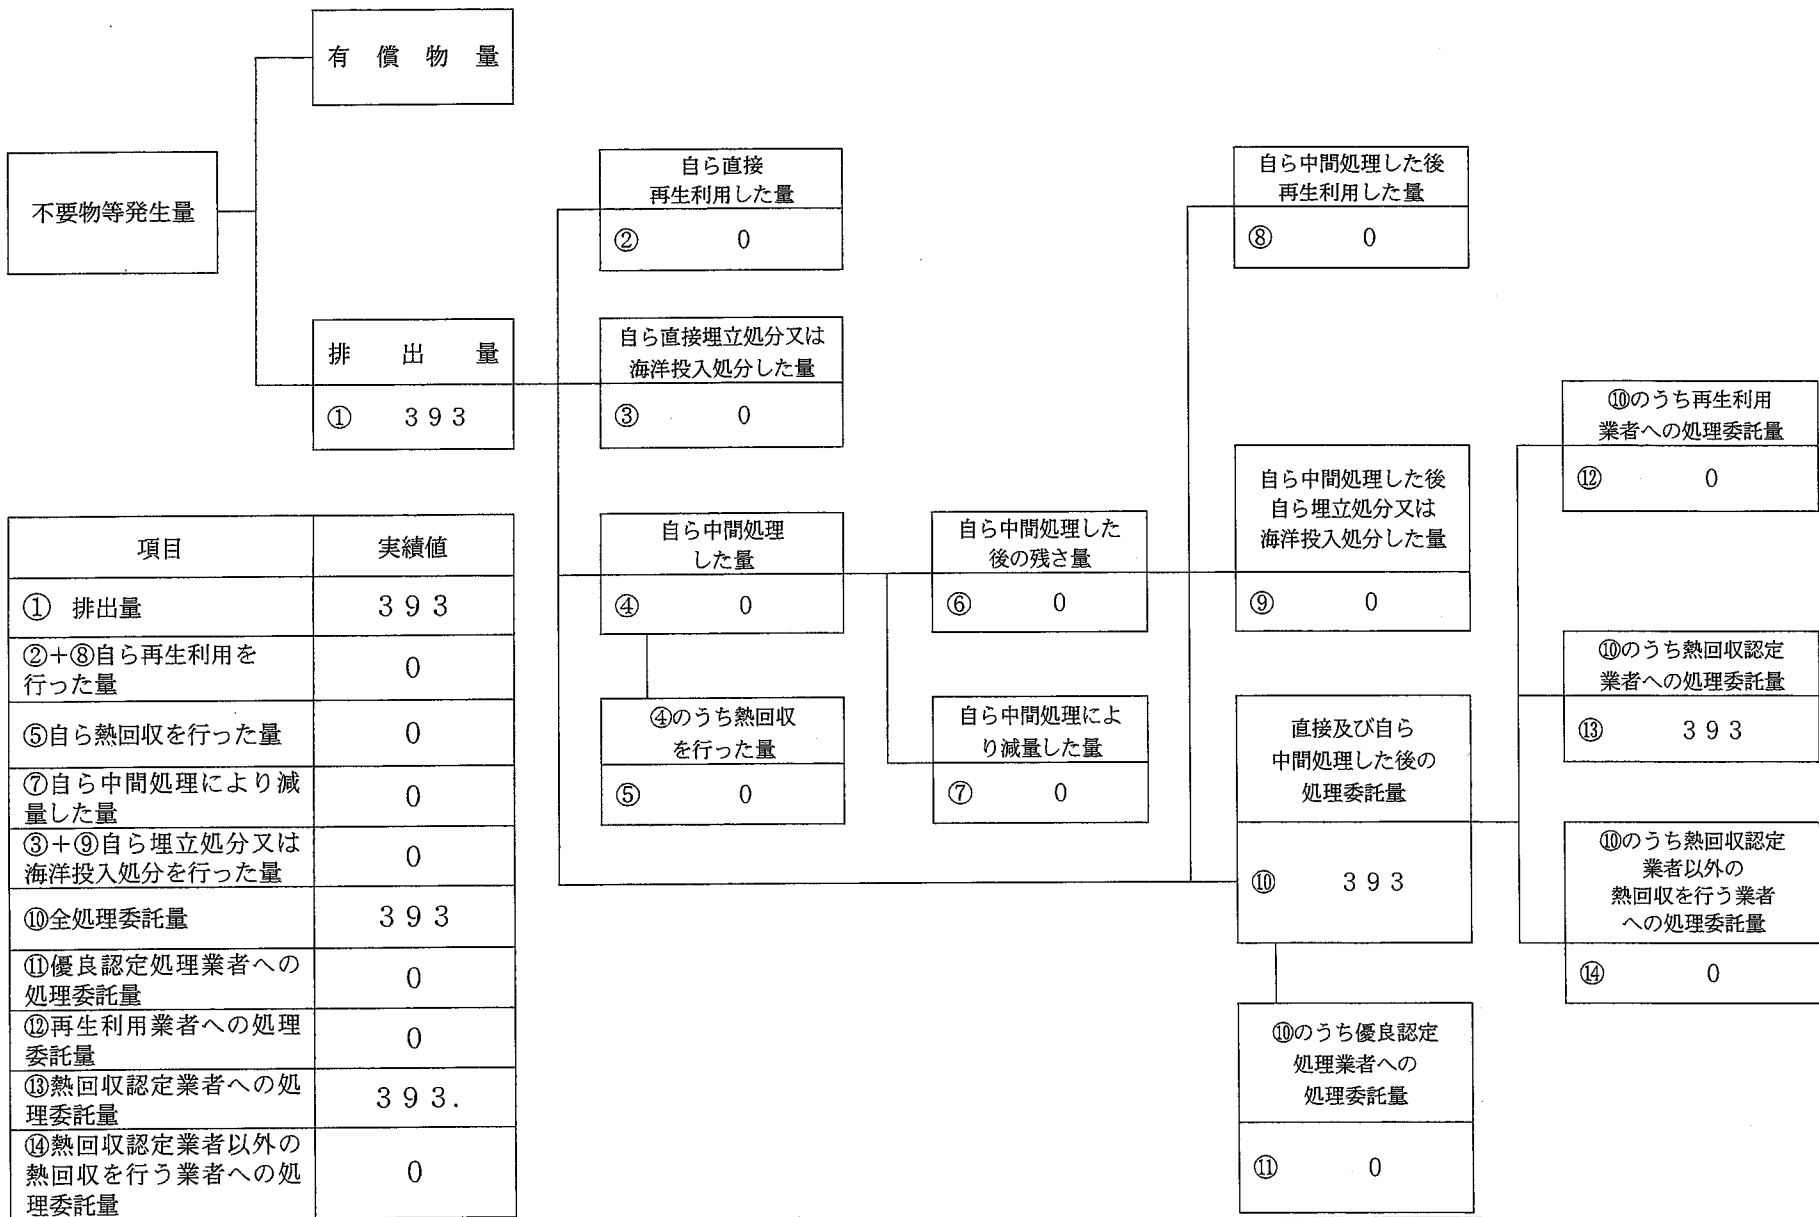 有償物量
不要物等発生量
排出量
① 393
自ら直接
再生利用した量
② 0
自ら直接埋立処分又は
海洋投入処分した量
③ 0
自ら中間処理
した量
④ 0
④のうち熱回収
を行った量
⑤ 0
自ら中間処理した
後の残さ量
⑥ 0
自ら中間処理によ
り減量した量
⑦ 0
自ら中間処理した後
再生利用した量
⑧ 0
自ら中間処理した後
自ら埋立処分又は
海洋投入処分した量
⑨ 0
直接及び自ら
中間処理した後の
処理委託量
⑩ 393
⑩のうち優良認定
処理業者への
処理委託量
⑪ 0
⑩のうち再生利用
業者への処理委託量
⑫ 0
⑩のうち熱回収認定
業者への処理委託量
⑬ 393
⑩のうち熱回収認定
業者以外の
熱回収を行う業者
への処理委託量
⑭ 0
項目 実績値
① 排出量 393
②+⑧自ら再生利用を
行った量 0
⑤自ら熱回収を行った量 0
⑦自ら中間処理により減
量した量 0
③+⑨自ら埋立処分又は
海洋投入処分を行った量 0
⑩全処理委託量 393
⑪優良認定処理業者への
処理委託量 0
⑫再生利用業者への処理
委託量 0
⑬熱回収認定業者への処
理委託量 393.
⑭熱回収認定業者以外の
熱回収を行う業者への処
理委託量 0